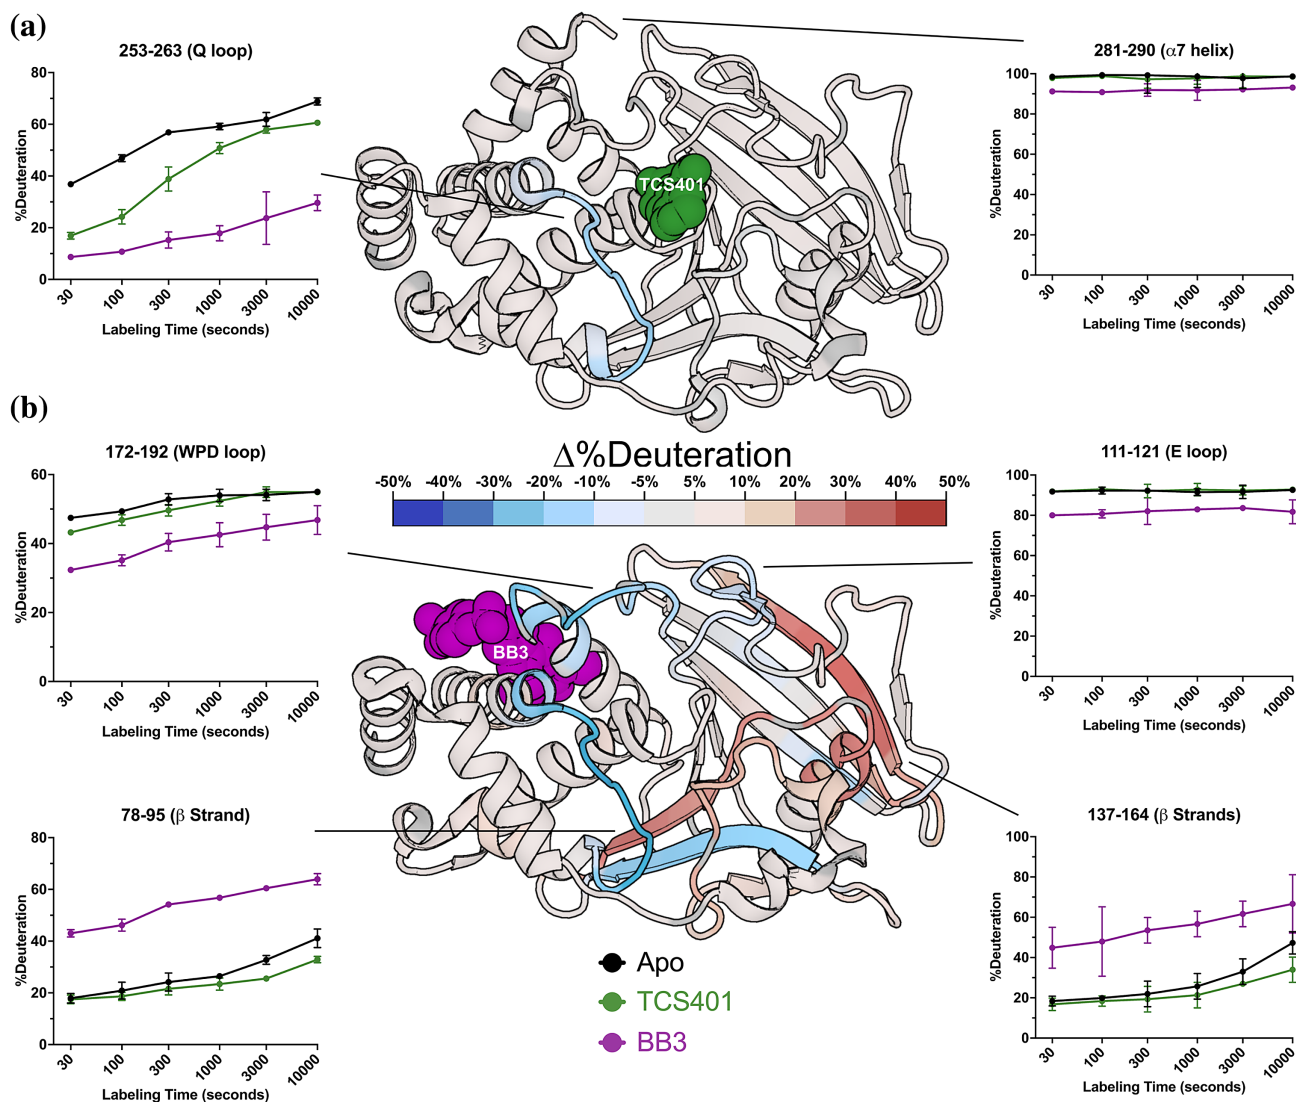 (a)
253-263 (Q loop)
%Deuteration
80
60
40
20
0
30
100
300
1000
3000
10000
Labeling Time (seconds)
TCS401
281-290 (α7 helix)
%Deuteration
100
80
60
40
20
0
30
100
300
1000
3000
10000
Labeling Time (seconds)
(b)
172-192 (WPD loop)
%Deuteration
60
40
20
0
30
100
300
1000
3000
10000
Labeling Time (seconds)
Δ%Deuteration
-50% -40% -30% -20% -10% -5% 5% 10% 20% 30% 40% 50%
BB3
111-121 (E loop)
%Deuteration
100
80
60
40
20
0
30
100
300
1000
3000
10000
Labeling Time (seconds)
78-95 (β Strand)
%Deuteration
80
60
40
20
0
30
100
300
1000
3000
10000
Labeling Time (seconds)
Apo
TCS401
BB3
137-164 (β Strands)
%Deuteration
100
80
60
40
20
0
30
100
300
1000
3000
10000
Labeling Time (seconds)